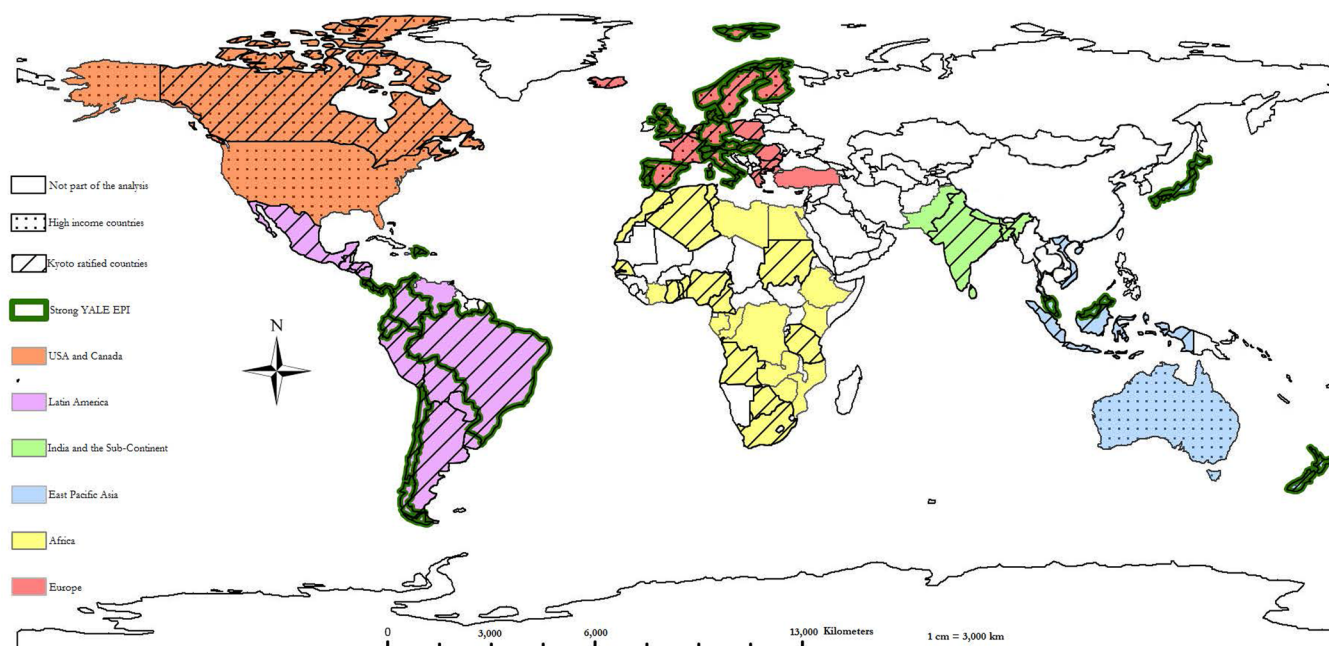 Not part of the analysis
High income countries
Kyoto ratified countries
Strong YALE EPI
USA and Canada
Latin America
India and the Sub-Continent
East Pacific Asia
Africa
Europe
N
0 3,000 6,000 13,000 Kilometers
1 cm = 3,000 km